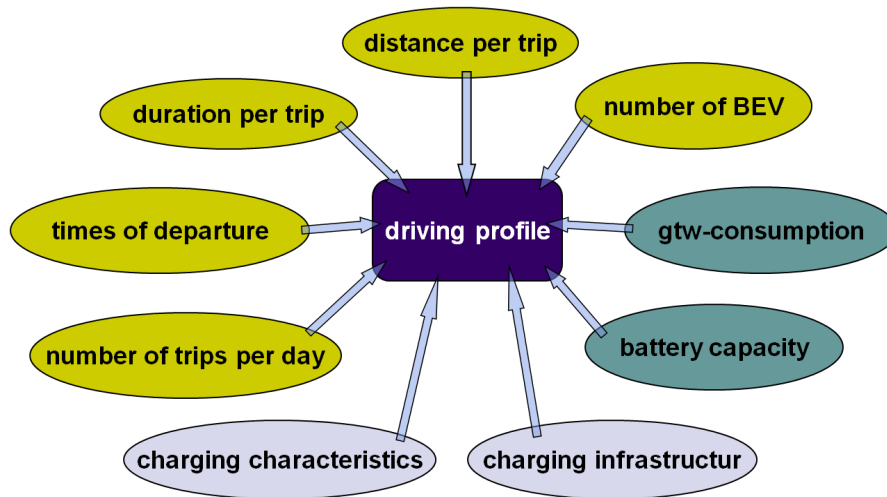 distance per trip
duration per trip
number of BEV
times of departure
driving profile
gtw-consumption
number of trips per day
battery capacity
charging characteristics
charging infrastructur